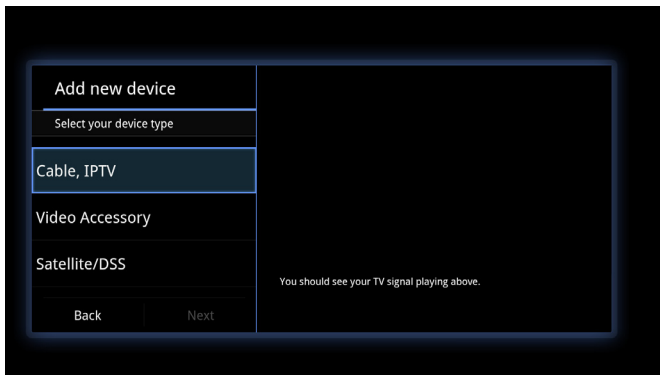 Add new device
Select your device type
Cable, IPTV
Video Accessory
Satellite/DSS
You should see your TV signal playing above.
Back
Next